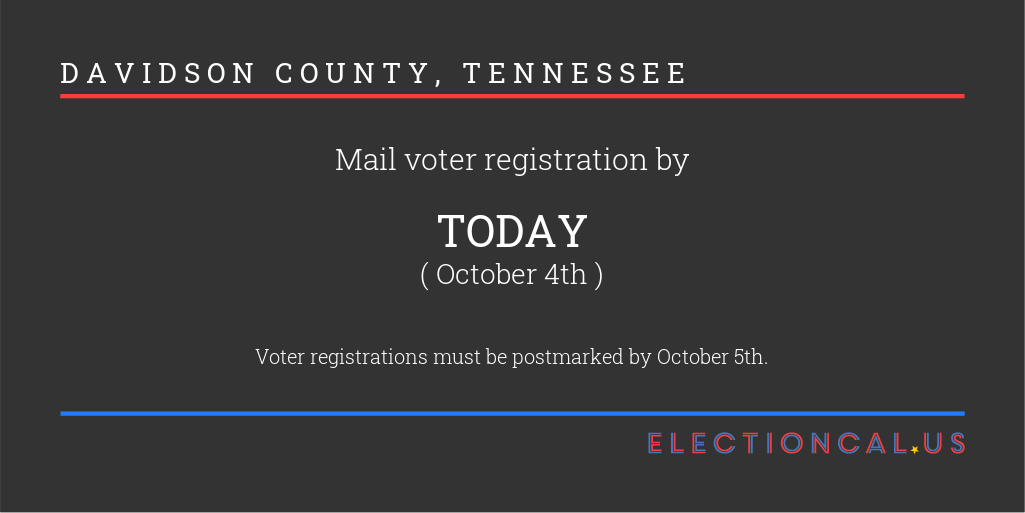 DAVIDSON COUNTY, TENNESSEE
Mail voter registration by
TODAY
( October 4th )
Voter registrations must be postmarked by October 5th.
ELECTIONCAL.US